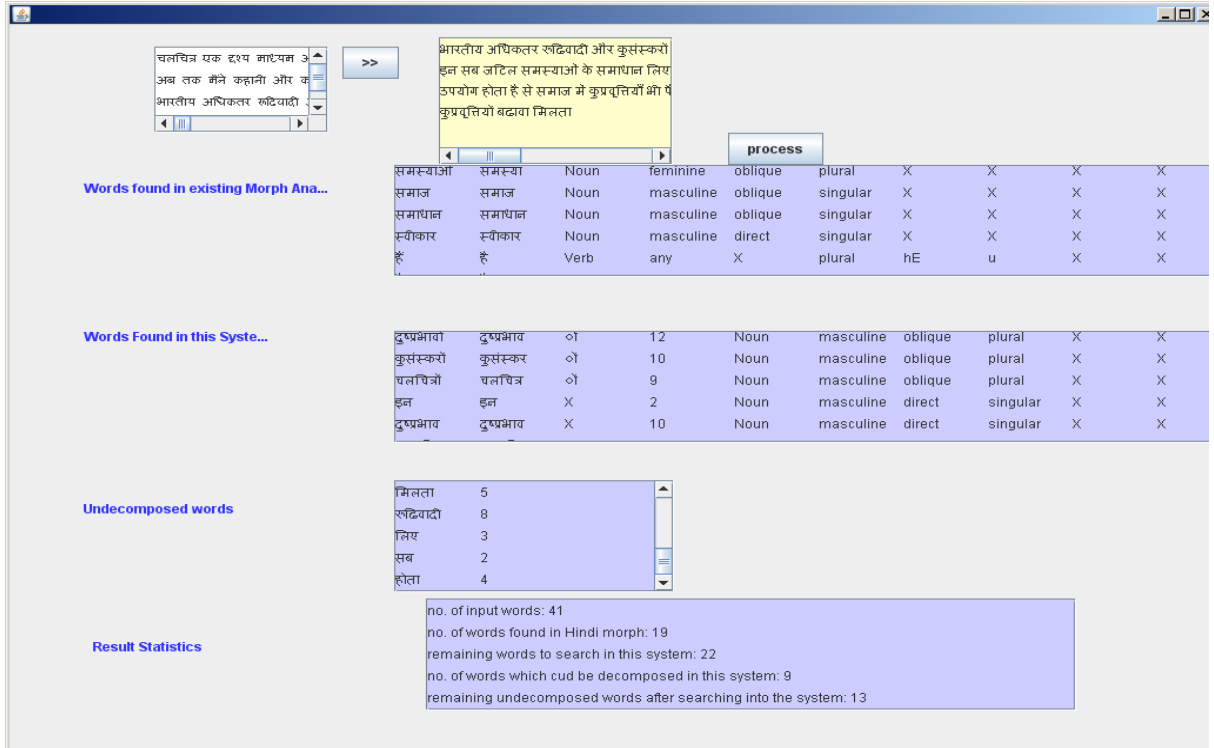 चलचित्र एक दृश्य माध्यम
अब तक मैंने कहानी और
भारतीय अधिकतर रूढिवादी
>>
भारतीय अधिकतर रूढिवादी और कुसंस्करों
इन सब जटिल समस्याओं के समाधान लिए
उपयोग होता है से समाज मे कुप्रवृत्तियाँ भी
कुप्रवृत्तियों बढावा मिलता
process
Words found in existing Morph Ana...
समस्याओं समस्या Noun feminine oblique plural X X X X
समाज समाज Noun masculine oblique singular X X X X
समाधान समाधान Noun masculine oblique singular X X X X
स्वीकार स्वीकार Noun masculine direct singular X X X X
हैं है Verb any X plural hE u X X
Words Found in this Syste...
दुष्प्रभावों दुष्प्रभाव ों 12 Noun masculine oblique plural X X
कुसंस्करों कुसंस्कर ों 10 Noun masculine oblique plural X X
चलचित्रों चलचित्र ों 9 Noun masculine oblique plural X X
इन इन X 2 Noun masculine direct singular X X
दुष्प्रभाव दुष्प्रभाव X 10 Noun masculine direct singular X X
Undecomposed words
मिलता 5
रूढिवादी 8
लिए 3
सब 2
होता 4
Result Statistics
no. of input words: 41
no. of words found in Hindi morph: 19
remaining words to search in this system: 22
no. of words which cud be decomposed in this system: 9
remaining undecomposed words after searching into the system: 13